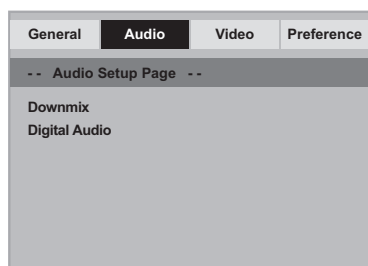 General Audio Video Preference
-- Audio Setup Page --
Downmix
Digital Audio